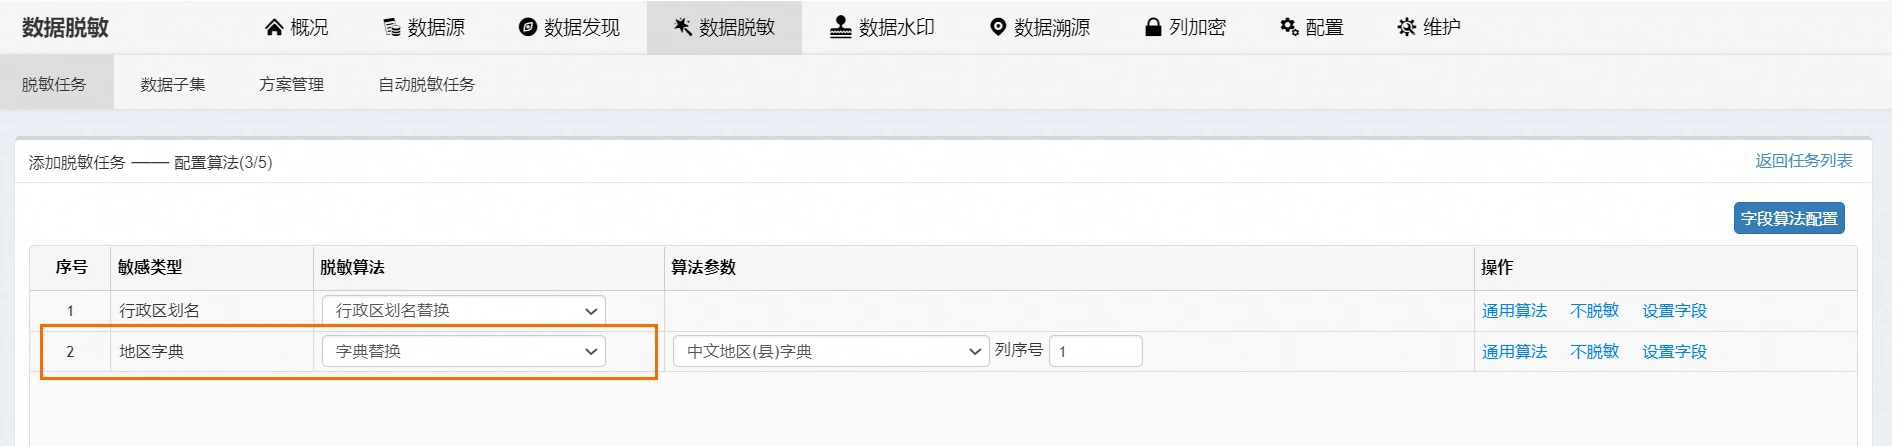 数据脱敏 概况 数据源 数据发现 数据脱敏 数据水印 数据溯源 列加密 配置 维护
脱敏任务 数据子集 方案管理 自动脱敏任务
添加脱敏任务 —— 配置算法(3/5) 返回任务列表
字段算法配置
序号 敏感类型 脱敏算法 算法参数 操作
1 行政区划名 行政区划名替换 通用算法 不脱敏 设置字段
2 地区字典 字典替换 中文地区(县)字典 列序号 1 通用算法 不脱敏 设置字段